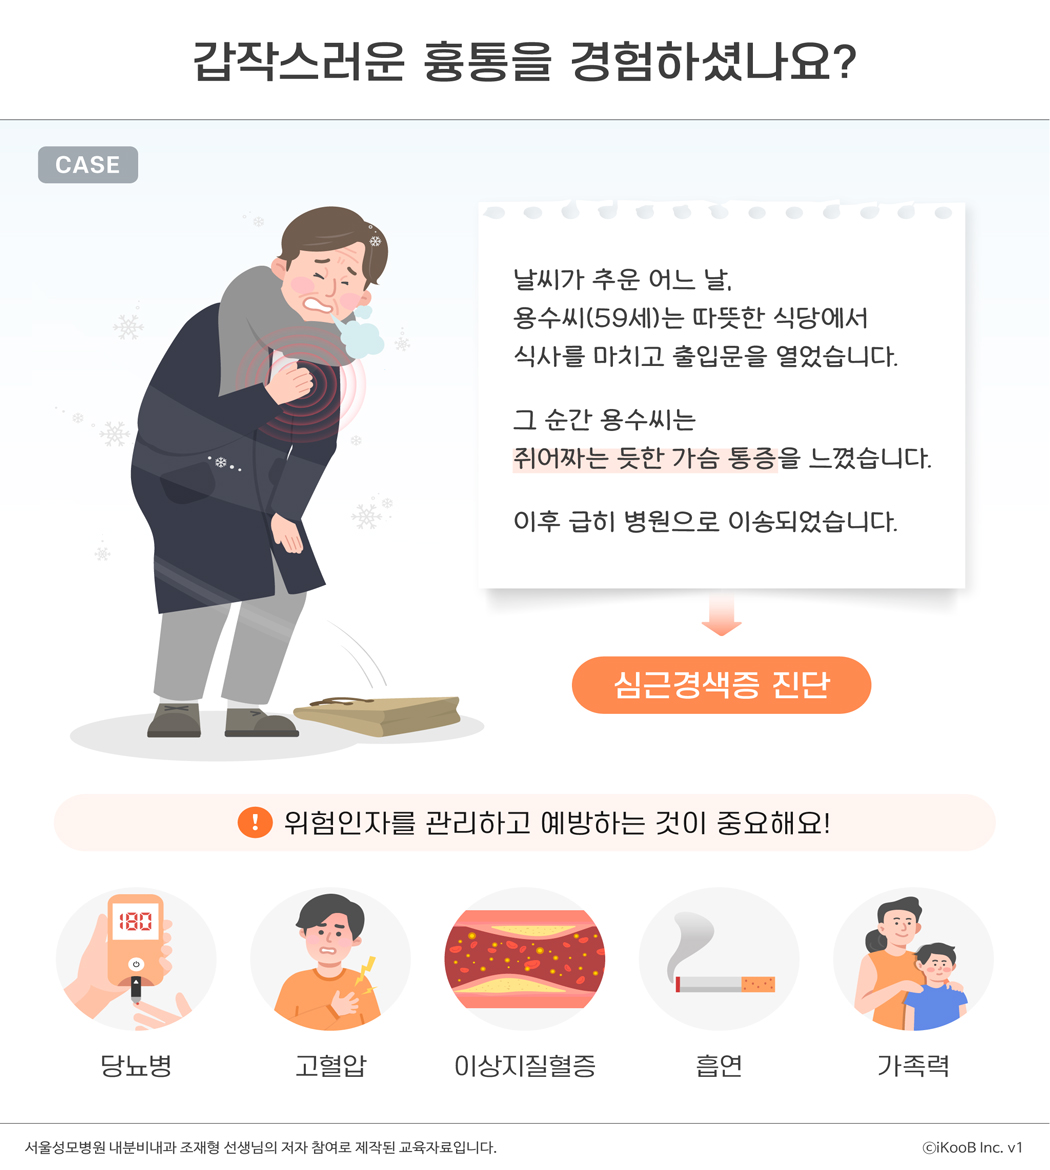 갑작스러운 흉통을 경험하셨나요?
CASE
날씨가 추운 어느 날,
용수씨(59세)는 따뜻한 식당에서
식사를 마치고 출입문을 열었습니다.
그 순간 용수씨는
쥐어짜는 듯한 가슴 통증을 느꼈습니다.
이후 급히 병원으로 이송되었습니다.
심근경색증 진단
! 위험인자를 관리하고 예방하는 것이 중요해요!
180
당뇨병
고혈압
이상지질혈증
흡연
가족력
서울성모병원 내분비내과 조재형 선생님의 저자 참여로 제작된 교육자료입니다.
ⓒiKooB Inc. v1